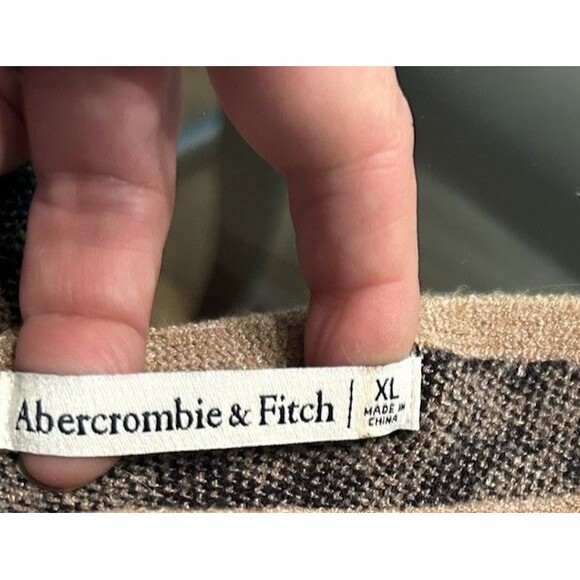 Abercrombie & Fitch | XL
MADE IN
CHINA